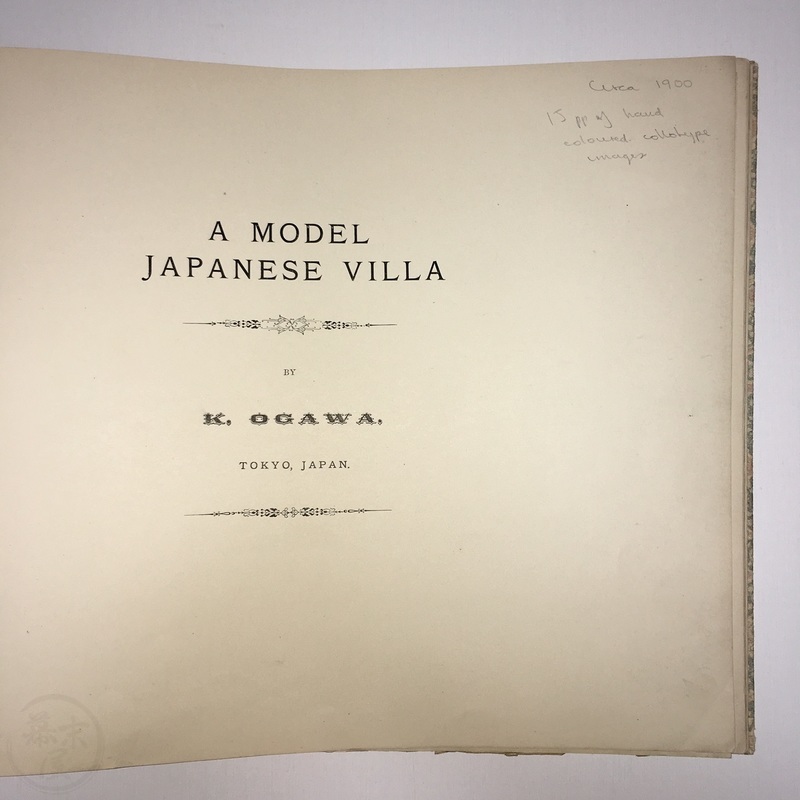 Circa 1900
15 pp of hand
coloured collotype
images
A MODEL
JAPANESE VILLA
BY
K. OGAWA,
TOKYO, JAPAN.